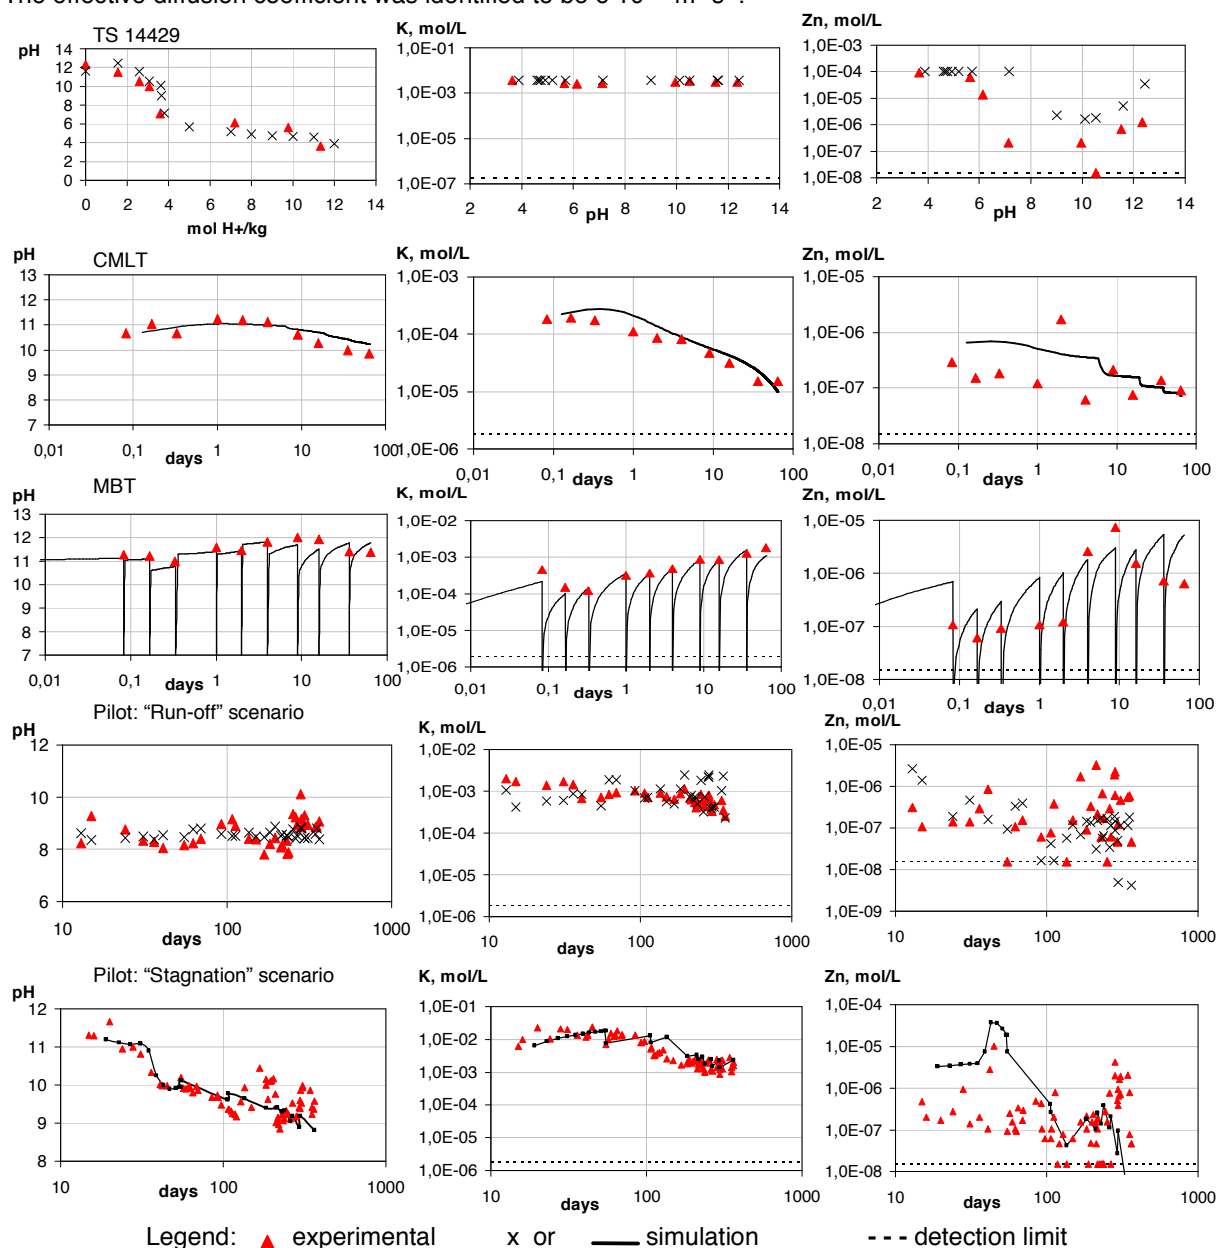 TS 14429
pH
14
12
10
8
6
4
2
0
0 2 4 6 8 10 12 14
mol H+/kg
K, mol/L
1,0E-01
1,0E-03
1,0E-05
1,0E-07
2 4 6 8 10 12 14
pH
Zn, mol/L
1,0E-03
1,0E-04
1,0E-05
1,0E-06
1,0E-07
1,0E-08
2 4 6 8 10 12 14
pH
CMLT
pH
13
12
11
10
9
8
7
0,01 0,1 1 10 100
days
K, mol/L
1,0E-03
1,0E-04
1,0E-05
1,0E-06
0,01 0,1 1 10 100
days
Zn, mol/L
1,0E-05
1,0E-06
1,0E-07
1,0E-08
0,01 0,1 1 10 100
days
MBT
pH
13
12
11
10
9
8
7
0,01 0,1 1 10 100
days
K, mol/L
1,0E-02
1,0E-03
1,0E-04
1,0E-05
1,0E-06
0,01 0,1 1 10 100
days
Zn, mol/L
1,0E-05
1,0E-06
1,0E-07
1,0E-08
0,01 0,1 1 10 100
days
Pilot: “Run-off” scenario
12
10
8
6
10 100 1000
days
K, mol/L
1,0E-02
1,0E-03
1,0E-04
1,0E-05
1,0E-06
10 100 1000
days
Zn, mol/L
1,0E-05
1,0E-06
1,0E-07
1,0E-08
1,0E-09
10 100 1000
days
Pilot: “Stagnation” scenario
pH
12
11
10
9
8
10 100 1000
days
K, mol/L
1,0E-01
1,0E-02
1,0E-03
1,0E-04
1,0E-05
1,0E-06
10 100 1000
days
Zn, mol/L
1,0E-04
1,0E-05
1,0E-06
1,0E-07
1,0E-08
10 100 1000
days
Legend: experimental x or simulation detection limit